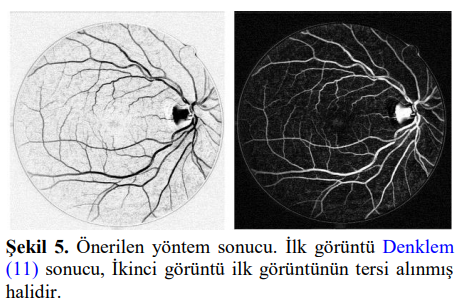 Şekil 5. Önerilen yöntem sonucu. İlk görüntü Denklem
(11) sonucu, İkinci görüntü ilk görüntünün tersi alınmış
halidir.